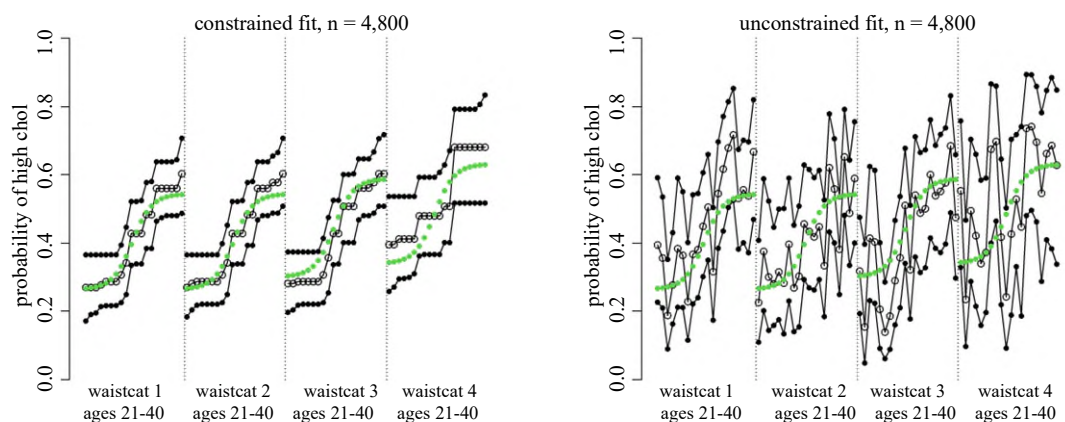 constrained fit, n = 4,800
probability of high chol
1.0
0.8
0.6
0.4
0.2
0.0
waistcat 1 waistcat 2 waistcat 3 waistcat 4
ages 21-40 ages 21-40 ages 21-40 ages 21-40
unconstrained fit, n = 4,800
probability of high chol
1.0
0.8
0.6
0.4
0.2
0.0
waistcat 1 waistcat 2 waistcat 3 waistcat 4
ages 21-40 ages 21-40 ages 21-40 ages 21-40